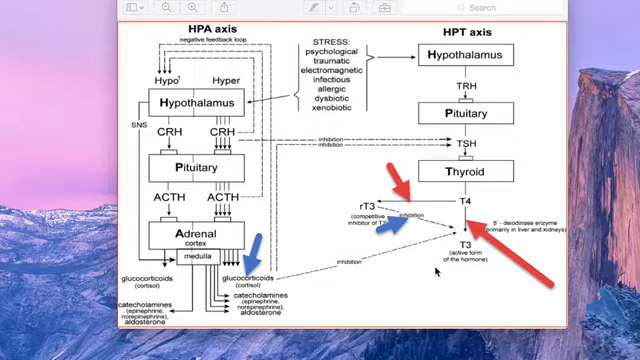 Search
HPA axis
negative feedback loop
Hypo¹
Hyper
Hypothalamus
SNS
CRH
CRH
Pituitary
ACTH
ACTH
Adrenal
cortex
medulla
glucocorticoids
(cortisol)
glucocorticoids
(cortisol)
catecholamines
(epinephrine,
norepinephrine),
aldosterone
catecholamines
(epinephrine,
norepinephrine),
aldosterone
STRESS:
psychological
traumatic
electromagnetic
infectious
allergic
dysbiotic
xenobiotic
inhibition
inhibition
HPT axis
Hypothalamus
TRH
Pituitary
TSH
Thyroid
T4
rT3
(competitive
inhibitor of T3)
inhibition
5' - deiodinase enzyme
(primarily in liver and kidneys)
T3
(active form
of the hormone)
inhibition